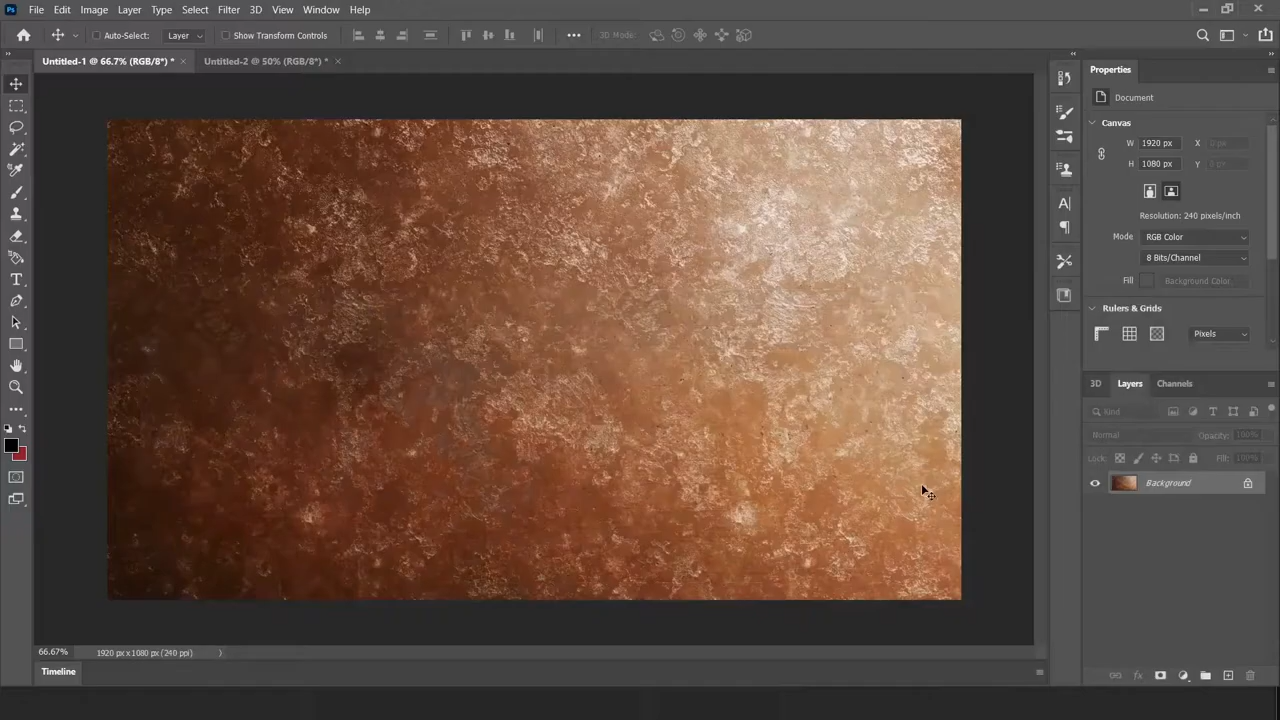 Ps File Edit Image Layer Type Select Filter 3D View Window Help
Auto-Select: Layer Show Transform Controls 3D Mode:
Untitled-1 @ 66.7% (RGB/8*) * × Untitled-2 @ 50% (RGB/8*) * ×
Properties
Document
Canvas
W 1920 px X 0 px
H 1080 px Y 0 px
Resolution: 240 pixels/inch
Mode RGB Color
8 Bits/Channel
Fill Background Color
Rulers & Grids
Pixels
3D Layers Channels
Kind
Normal Opacity: 100%
Lock: Fill: 100%
Background
66.67% 1920 px x 1080 px (240 ppi)
Timeline